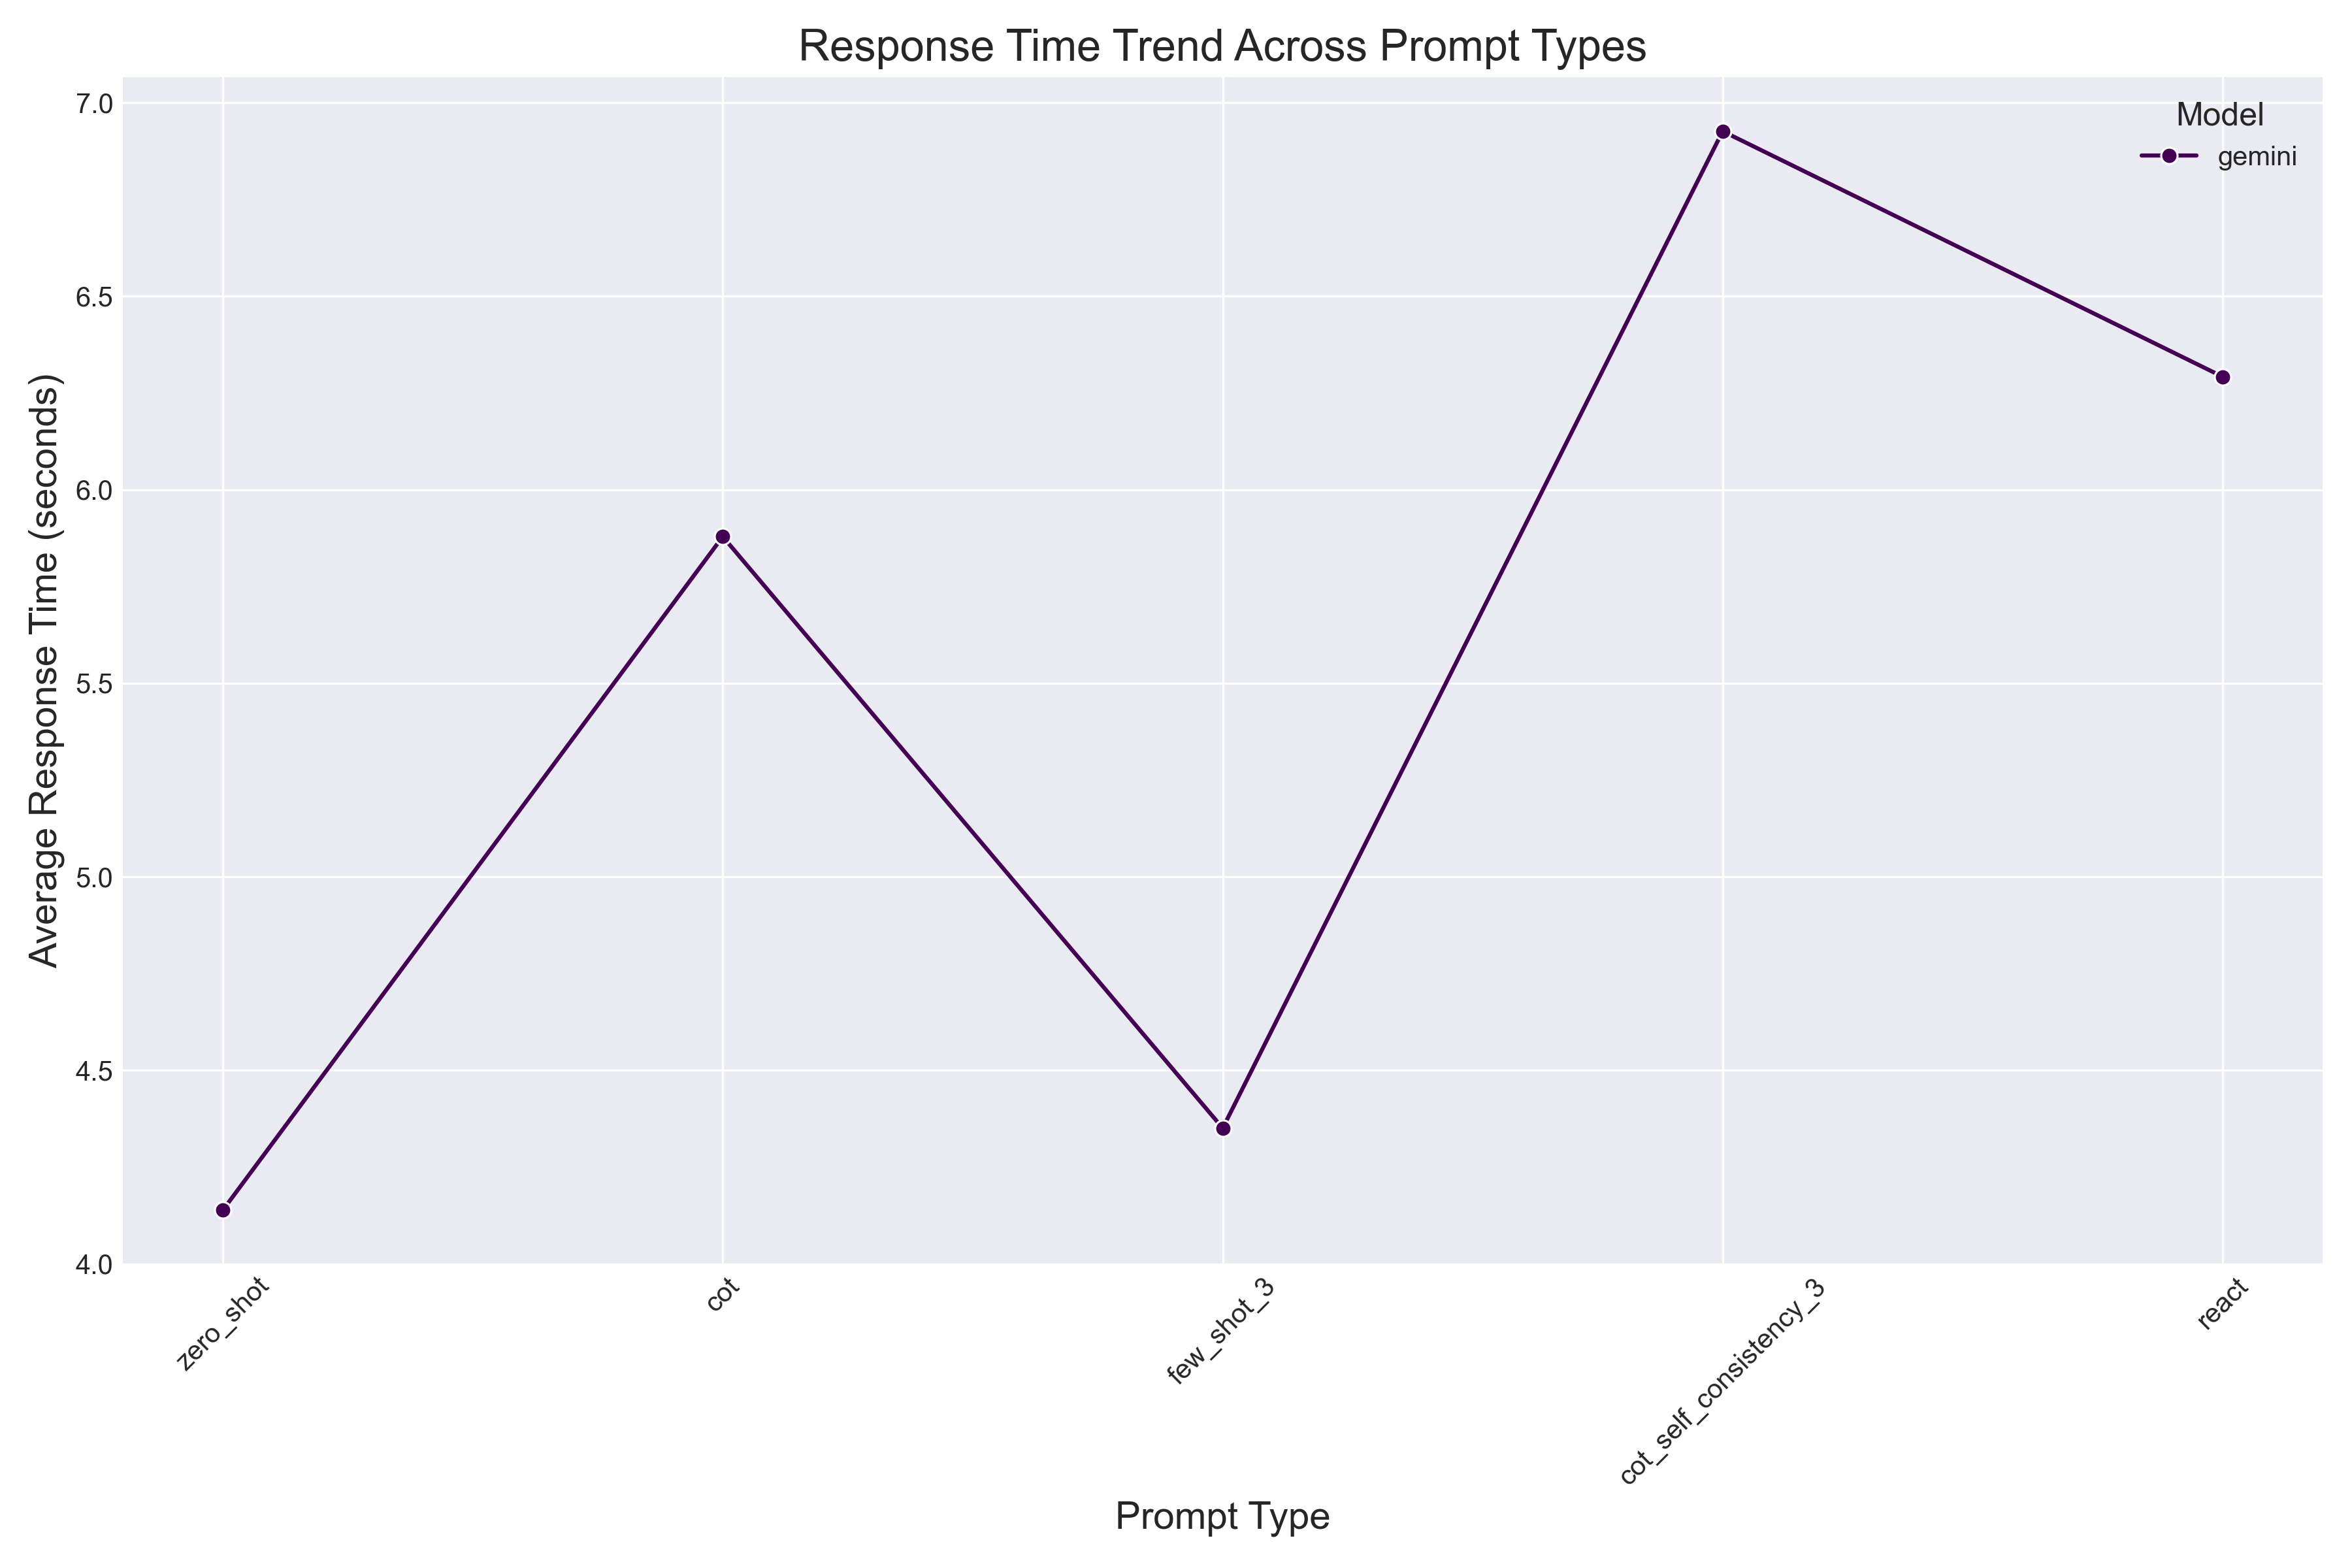 Response Time Trend Across Prompt Types
Model
gemini
Average Response Time (seconds)
7.0
6.5
6.0
5.5
5.0
4.5
4.0
zero_shot
cot
few_shot_3
cot_self_consistency_3
react
Prompt Type